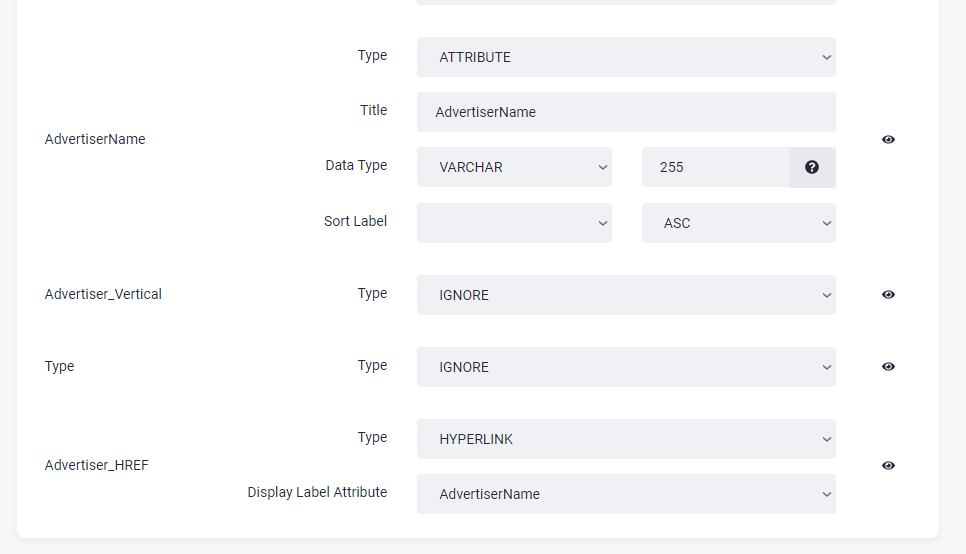 Type ATTRIBUTE
Title AdvertiserName
AdvertiserName
Data Type VARCHAR 255
Sort Label ASC
Advertiser_Vertical Type IGNORE
Type Type IGNORE
Type HYPERLINK
Advertiser_HREF
Display Label Attribute AdvertiserName